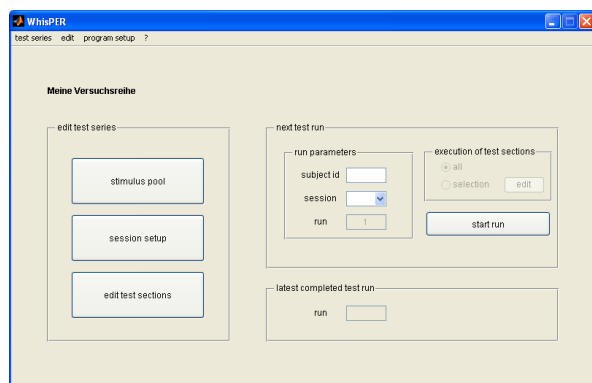 WhisPER
test series edit program setup ?
Meine Versuchsreihe
edit test series
stimulus pool
session setup
edit test sections
next test run
run parameters
subject id
session
run 1
execution of test sections
all
selection edit
start run
latest completed test run
run